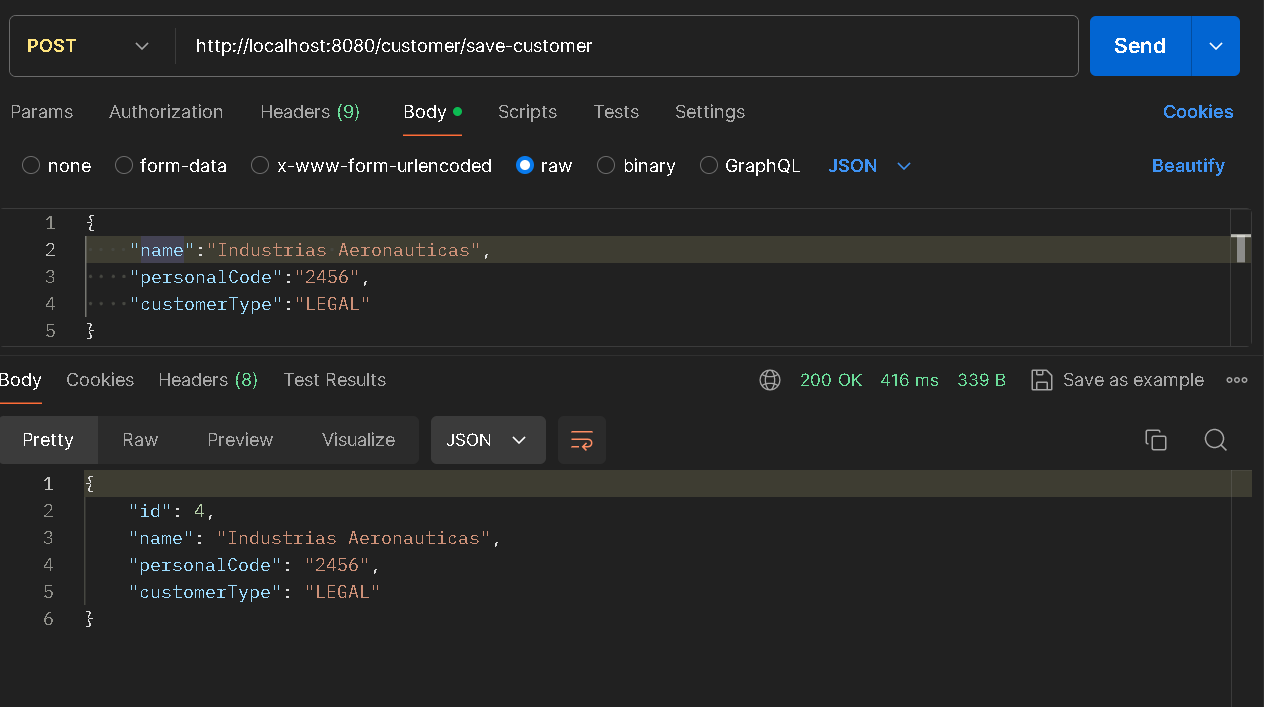 POST http://localhost:8080/customer/save-customer Send
Params Authorization Headers (9) Body Scripts Tests Settings Cookies
none form-data x-www-form-urlencoded raw binary GraphQL JSON Beautify
1 {
2 "name":"Industrias Aeronauticas",
3 "personalCode":"2456",
4 "customerType":"LEGAL"
5 }
Body Cookies Headers (8) Test Results 200 OK 416 ms 339 B Save as example
Pretty Raw Preview Visualize JSON
1 {
2 "id": 4,
3 "name": "Industrias Aeronauticas",
4 "personalCode": "2456",
5 "customerType": "LEGAL"
6 }